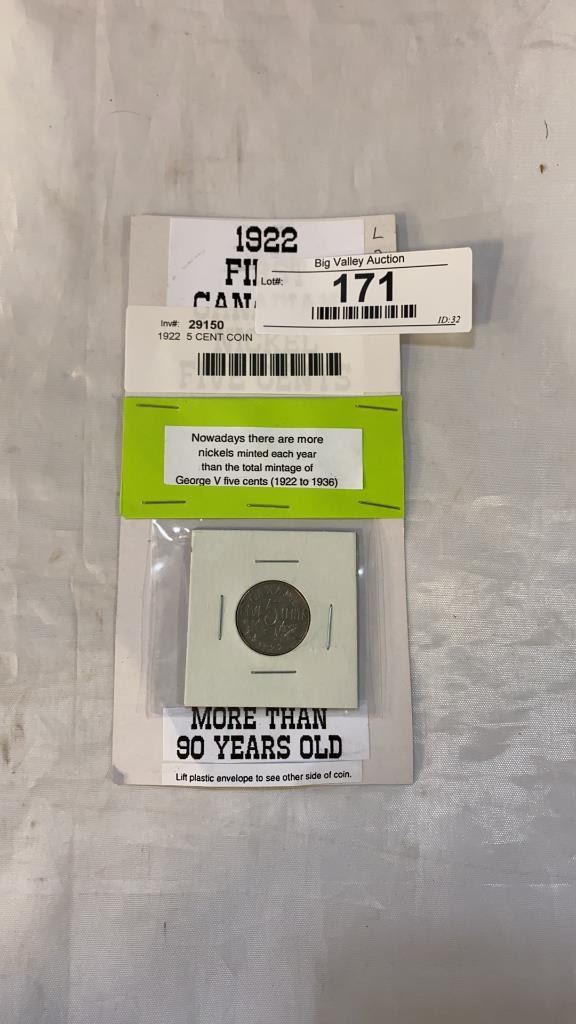 1922
L
Big Valley Auction
Lot#:
171
ID:32
Inv#: 29150
1922 5 CENT COIN
NICKEL
FIVE CENTS
Nowadays there are more
nickels minted each year
than the total mintage of
George V five cents (1922 to 1936)
5
MORE THAN
90 YEARS OLD
Lift plastic envelope to see other side of coin.